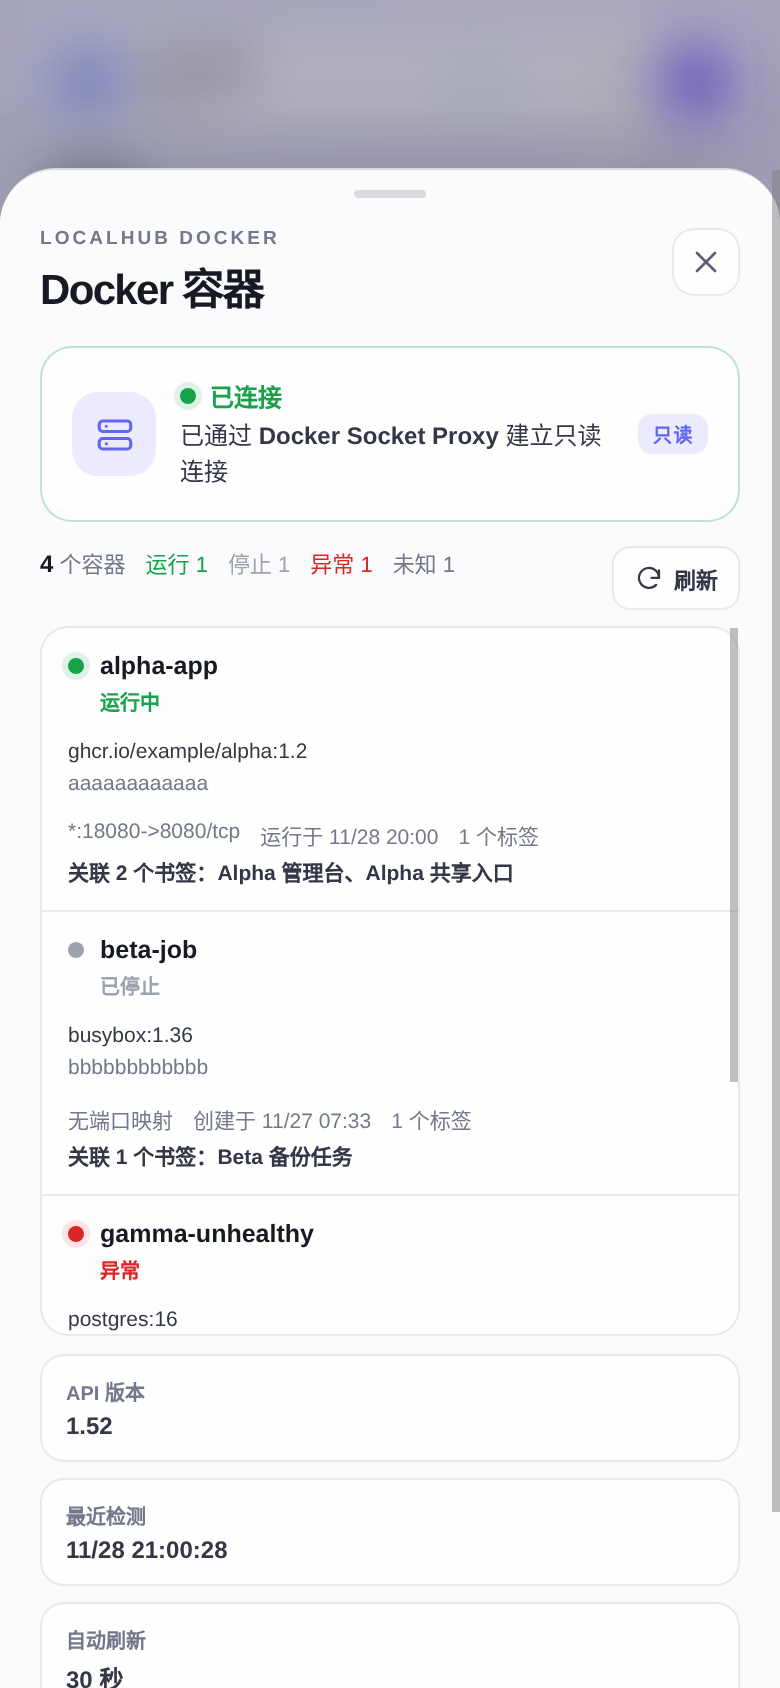 LOCALHUB DOCKER
Docker 容器
已连接
已通过 Docker Socket Proxy 建立只读
连接
只读
4 个容器 运行 1 停止 1 异常 1 未知 1
刷新
alpha-app
运行中
ghcr.io/example/alpha:1.2
aaaaaaaaaaaa
*:18080->8080/tcp 运行于 11/28 20:00 1 个标签
关联 2 个书签：Alpha 管理台、Alpha 共享入口
beta-job
已停止
busybox:1.36
bbbbbbbbbbbb
无端口映射 创建于 11/27 07:33 1 个标签
关联 1 个书签：Beta 备份任务
gamma-unhealthy
异常
postgres:16
API 版本
1.52
最近检测
11/28 21:00:28
自动刷新
30 秒